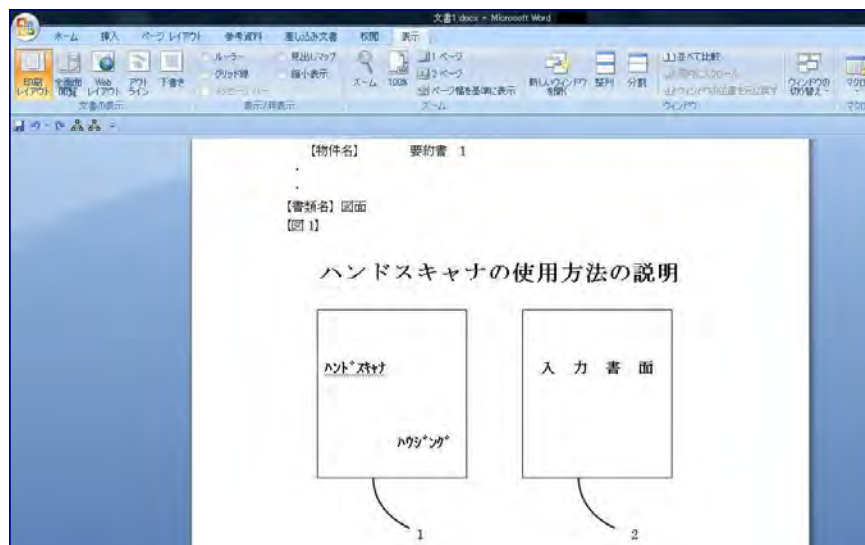 文書1.docx - Microsoft Word
ホーム 挿入 ページ レイアウト 参考資料 差し込み文書 校閲 表示
印刷レイアウト 全画面閲覧 Webレイアウト アウトライン 下書き
ルーラー
グリッド線
メッセージ バー
見出しマップ
縮小表示
ズーム 100%
1 ページ
2 ページ
ページ幅を基準に表示
新しいウィンドウを開く 整列 分割
並べて比較
ウィンドウの切り替え
文書の表示 表示/非表示 ズーム ウィンドウ
【物件名】 要約書 1
・
・
【書類名】図面
【図 1】
ハンドスキャナの使用方法の説明
ﾊﾝﾄﾞｽｷｬﾅ 入 力 書 面
ﾊｳｼﾞﾝｸﾞ
1 2